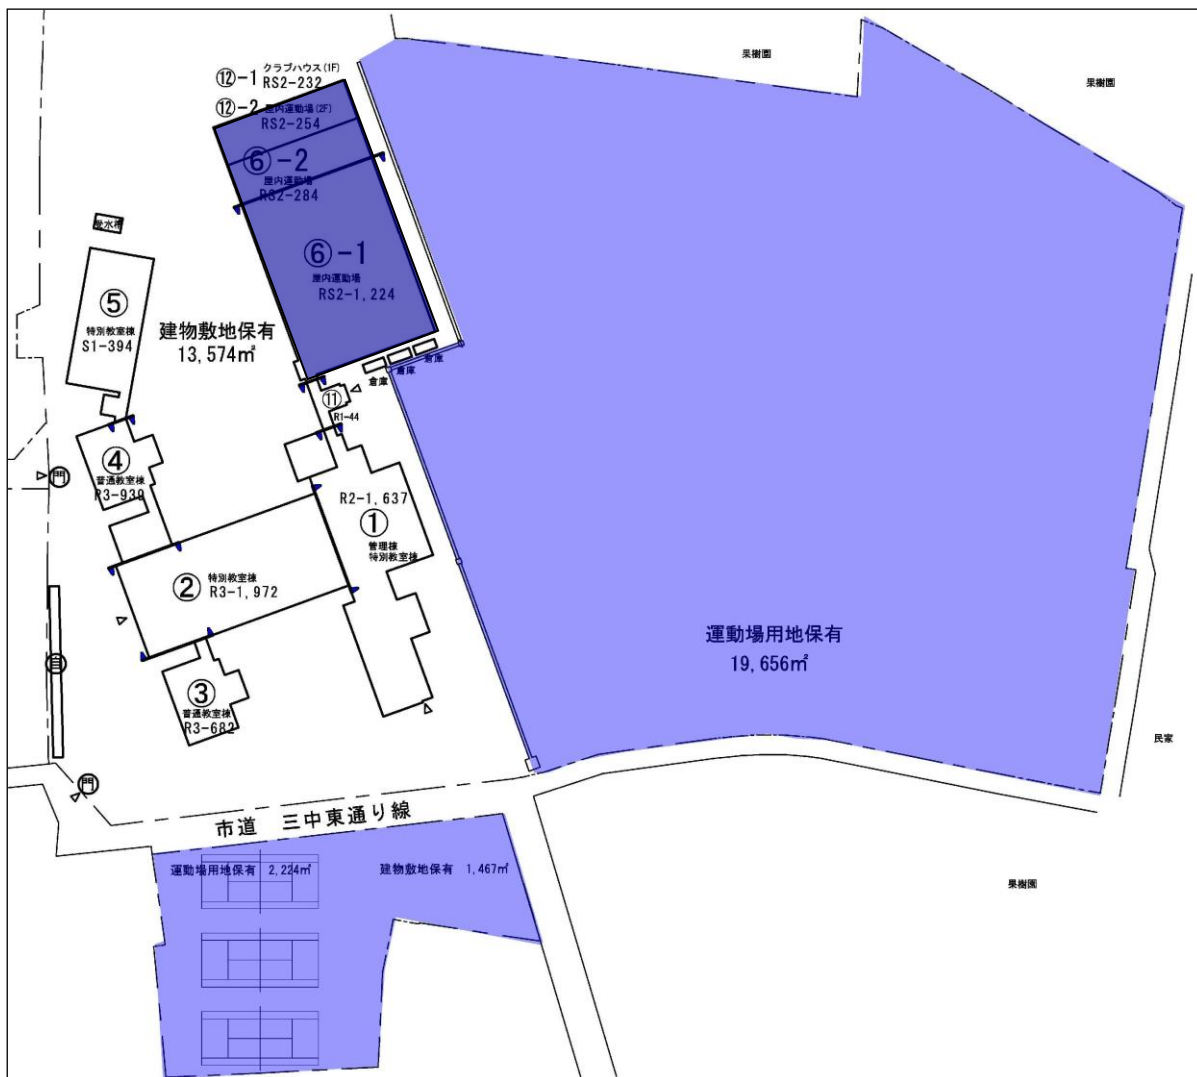 果樹園
果樹園
⑫-1 クラブハウス(1F)
RS2-232
⑫-2 屋内運動場(2F)
RS2-254
⑥-2
屋内運動場
RS2-284
⑥-1
屋内運動場
RS2-1,224
受水槽
⑤
特別教室棟
S1-394
建物敷地保有
13,574㎡
倉庫
倉庫
倉庫
⑪
R1-44
④
普通教室棟
R3-939
門
R2-1,637
①
管理棟
特別教室棟
②
特別教室棟
R3-1,972
③
普通教室棟
R3-682
自
門
運動場用地保有
19,656㎡
民家
市道 三中東通り線
運動場用地保有 2,224㎡
建物敷地保有 1,467㎡
果樹園